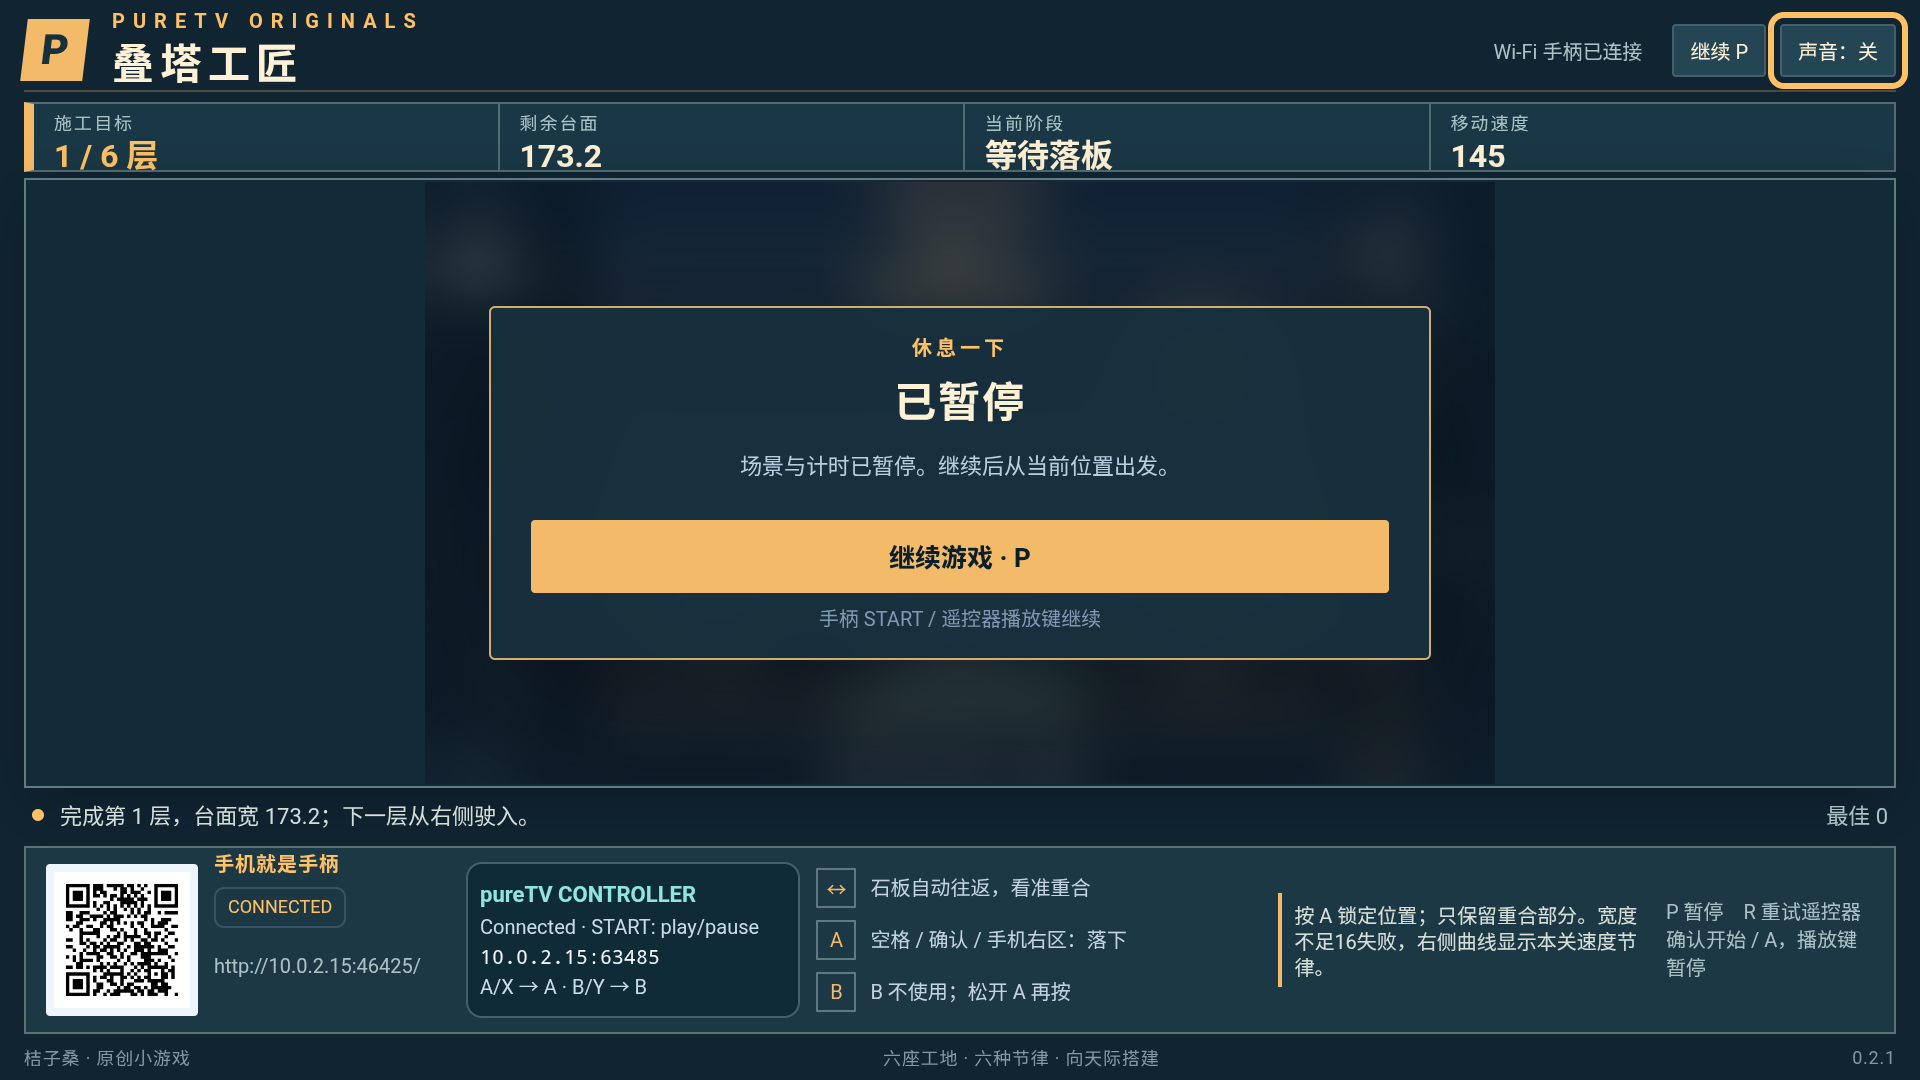 P
PURETV ORIGINALS
叠塔工匠
Wi-Fi 手柄已连接
继续 P
声音：关
施工目标
1 / 6 层
剩余台面
173.2
当前阶段
等待落板
移动速度
145
休息一下
已暂停
场景与计时已暂停。继续后从当前位置出发。
继续游戏 · P
手柄 START / 遥控器播放键继续
完成第 1 层，台面宽 173.2；下一层从右侧驶入。
最佳 0
手机就是手柄
CONNECTED
http://10.0.2.15:46425/
pureTV CONTROLLER
Connected · START: play/pause
10.0.2.15:63485
A/X → A · B/Y → B
↔ 石板自动往返，看准重合
A 空格 / 确认 / 手机右区：落下
B B 不使用；松开 A 再按
按 A 锁定位置；只保留重合部分。宽度
不足16失败，右侧曲线显示本关速度节
律。
P 暂停 R 重试遥控器
确认开始 / A，播放键
暂停
桔子桑 · 原创小游戏
六座工地 · 六种节律 · 向天际搭建
0.2.1